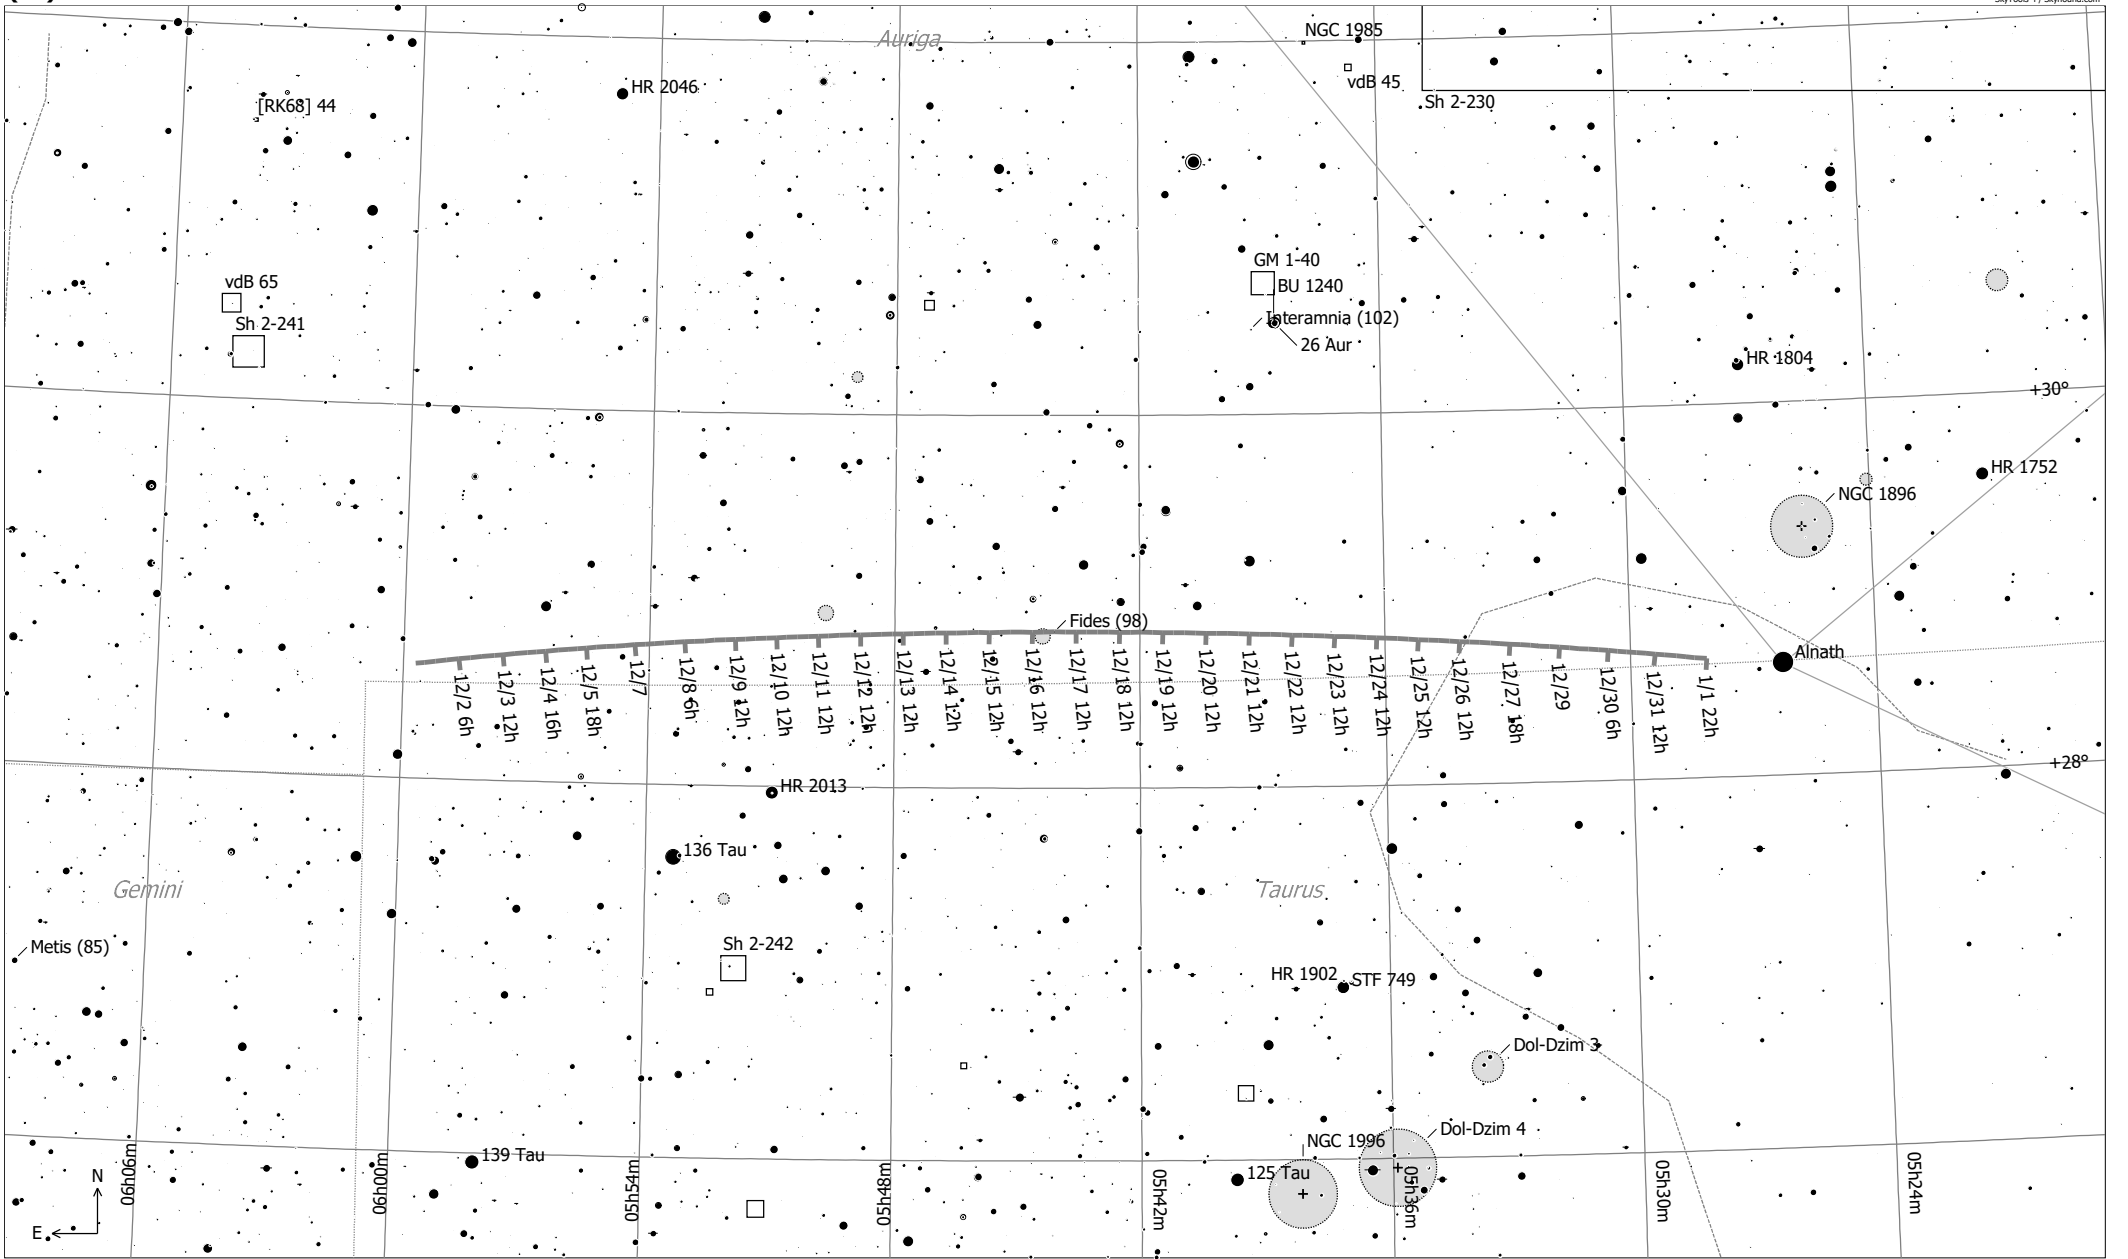 SkyTools 4 / Skyhound.com
NGC 1985
Auriga
vdB 45
HR 2046
Sh 2-230
[RK68] 44
GM 1-40
vdB 65
BU 1240
Interamnia (102)
Sh 2-241
26 Aur
HR 1804
+30°
HR 1752
NGC 1896
Fides (98)
Alnath
12/2 6h
12/3 12h
12/4 16h
12/5 18h
12/7
12/8 6h
12/9 12h
12/10 12h
12/11 12h
12/12 12h
12/13 12h
12/14 12h
12/15 12h
12/16 12h
12/17 12h
12/18 12h
12/19 12h
12/20 12h
12/21 12h
12/22 12h
12/23 12h
12/24 12h
12/25 12h
12/26 12h
12/27 18h
12/29
12/30 6h
12/31 12h
1/1 22h
+28°
HR 2013
136 Tau
Gemini
Taurus
Metis (85)
Sh 2-242
HR 1902
STF 749
Dol-Dzim 3
Dol-Dzim 4
NGC 1996
139 Tau
125 Tau
N
E
06h06m
06h00m
05h54m
05h48m
05h42m
05h36m
05h30m
05h24m